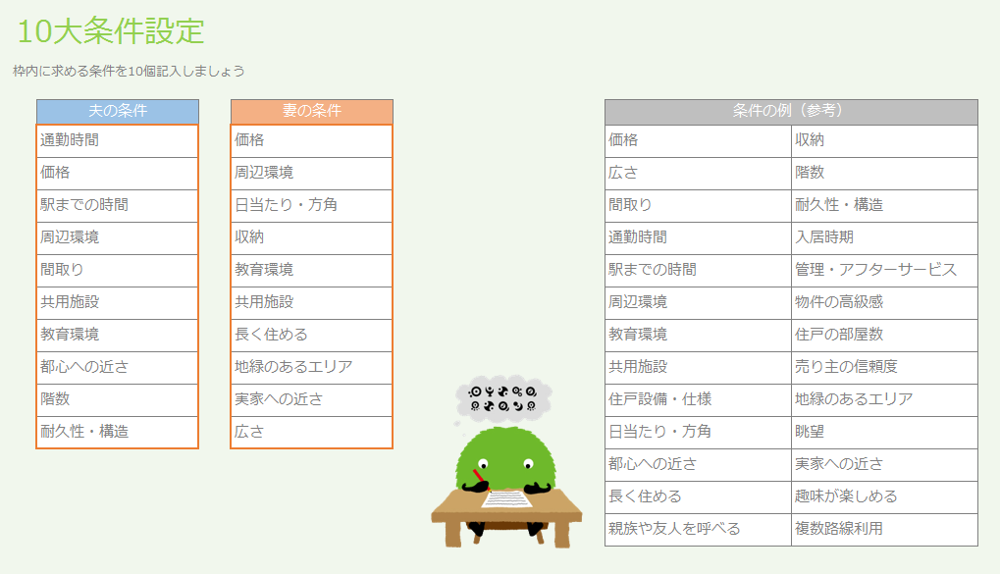 10大条件設定
枠内に求める条件を10個記入しましょう
夫の条件
通勤時間
価格
駅までの時間
周辺環境
間取り
共用施設
教育環境
都心への近さ
階数
耐久性・構造
妻の条件
価格
周辺環境
日当たり・方角
収納
教育環境
共用施設
長く住める
地緑のあるエリア
実家への近さ
広さ
条件の例（参考）
価格 収納
広さ 階数
間取り 耐久性・構造
通勤時間 入居時期
駅までの時間 管理・アフターサービス
周辺環境 物件の高級感
教育環境 住戸の部屋数
共用施設 売り主の信頼度
住戸設備・仕様 地緑のあるエリア
日当たり・方角 眺望
都心への近さ 実家への近さ
長く住める 趣味が楽しめる
親族や友人を呼べる 複数路線利用